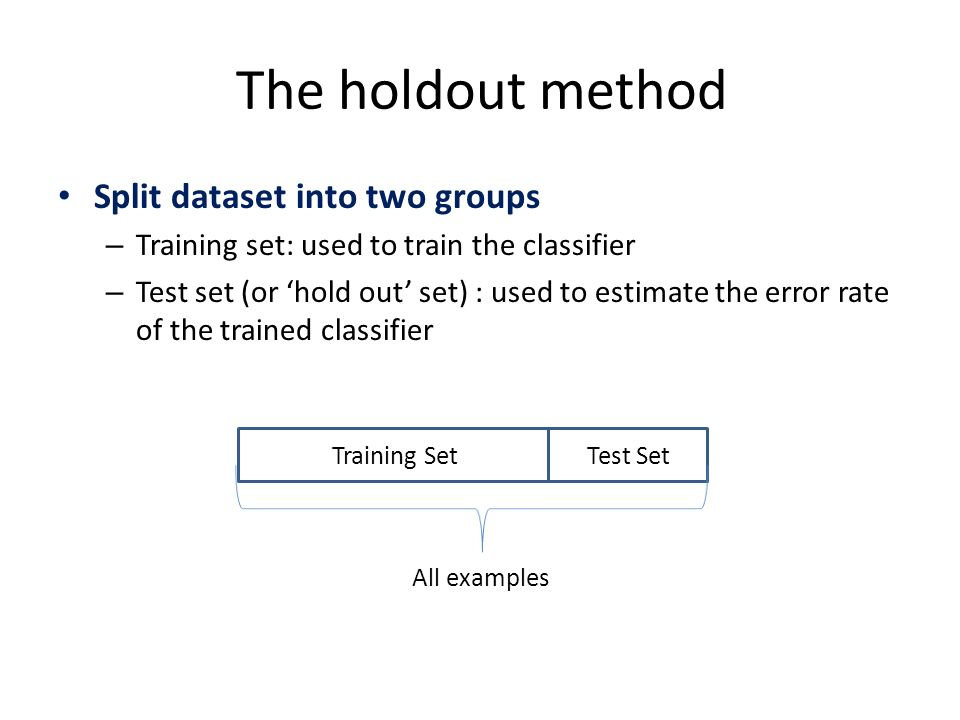 The holdout method
• Split dataset into two groups
– Training set: used to train the classifier
– Test set (or ‘hold out’ set) : used to estimate the error rate
of the trained classifier
Training Set
Test Set
All examples